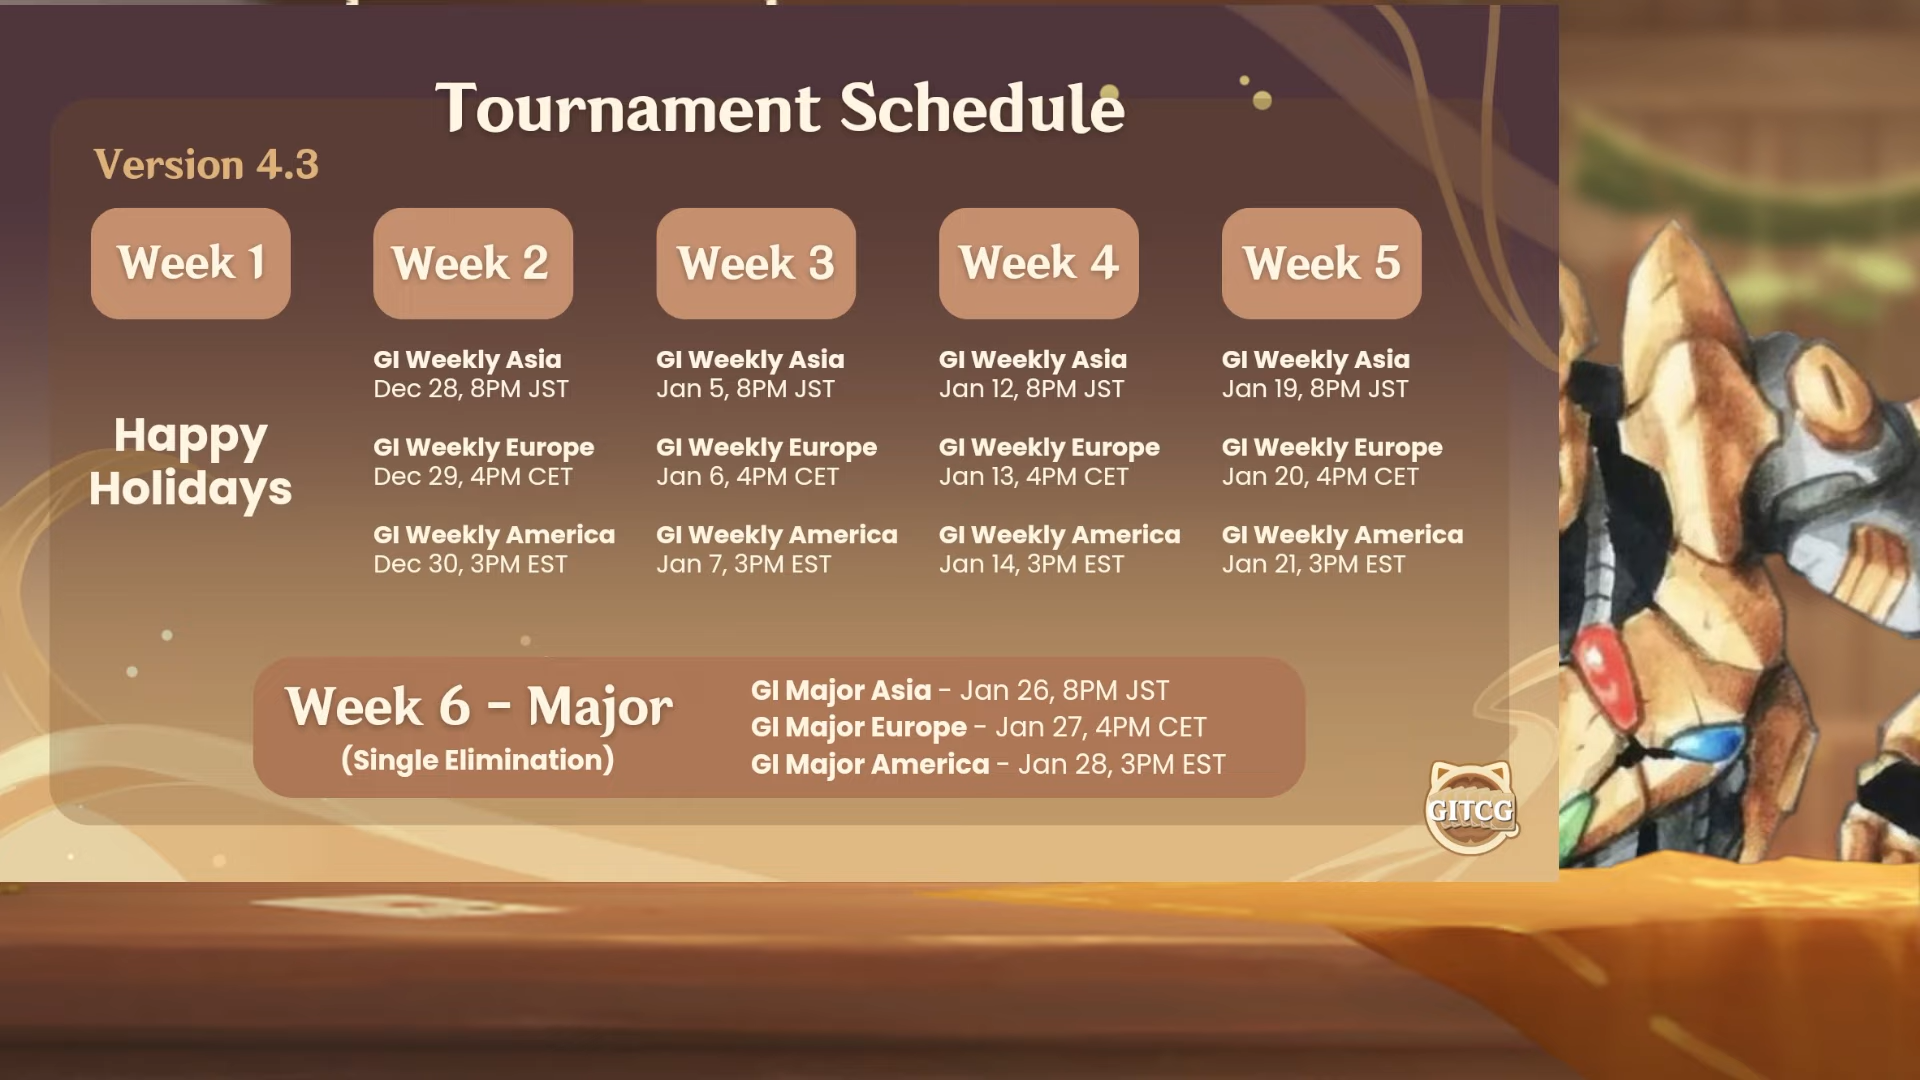 Tournament Schedule
Version 4.3
Week 1
Happy
Holidays
Week 2
GI Weekly Asia
Dec 28, 8PM JST
GI Weekly Europe
Dec 29, 4PM CET
GI Weekly America
Dec 30, 3PM EST
Week 3
GI Weekly Asia
Jan 5, 8PM JST
GI Weekly Europe
Jan 6, 4PM CET
GI Weekly America
Jan 7, 3PM EST
Week 4
GI Weekly Asia
Jan 12, 8PM JST
GI Weekly Europe
Jan 13, 4PM CET
GI Weekly America
Jan 14, 3PM EST
Week 5
GI Weekly Asia
Jan 19, 8PM JST
GI Weekly Europe
Jan 20, 4PM CET
GI Weekly America
Jan 21, 3PM EST
Week 6 - Major
(Single Elimination)
GI Major Asia - Jan 26, 8PM JST
GI Major Europe - Jan 27, 4PM CET
GI Major America - Jan 28, 3PM EST
GITCG